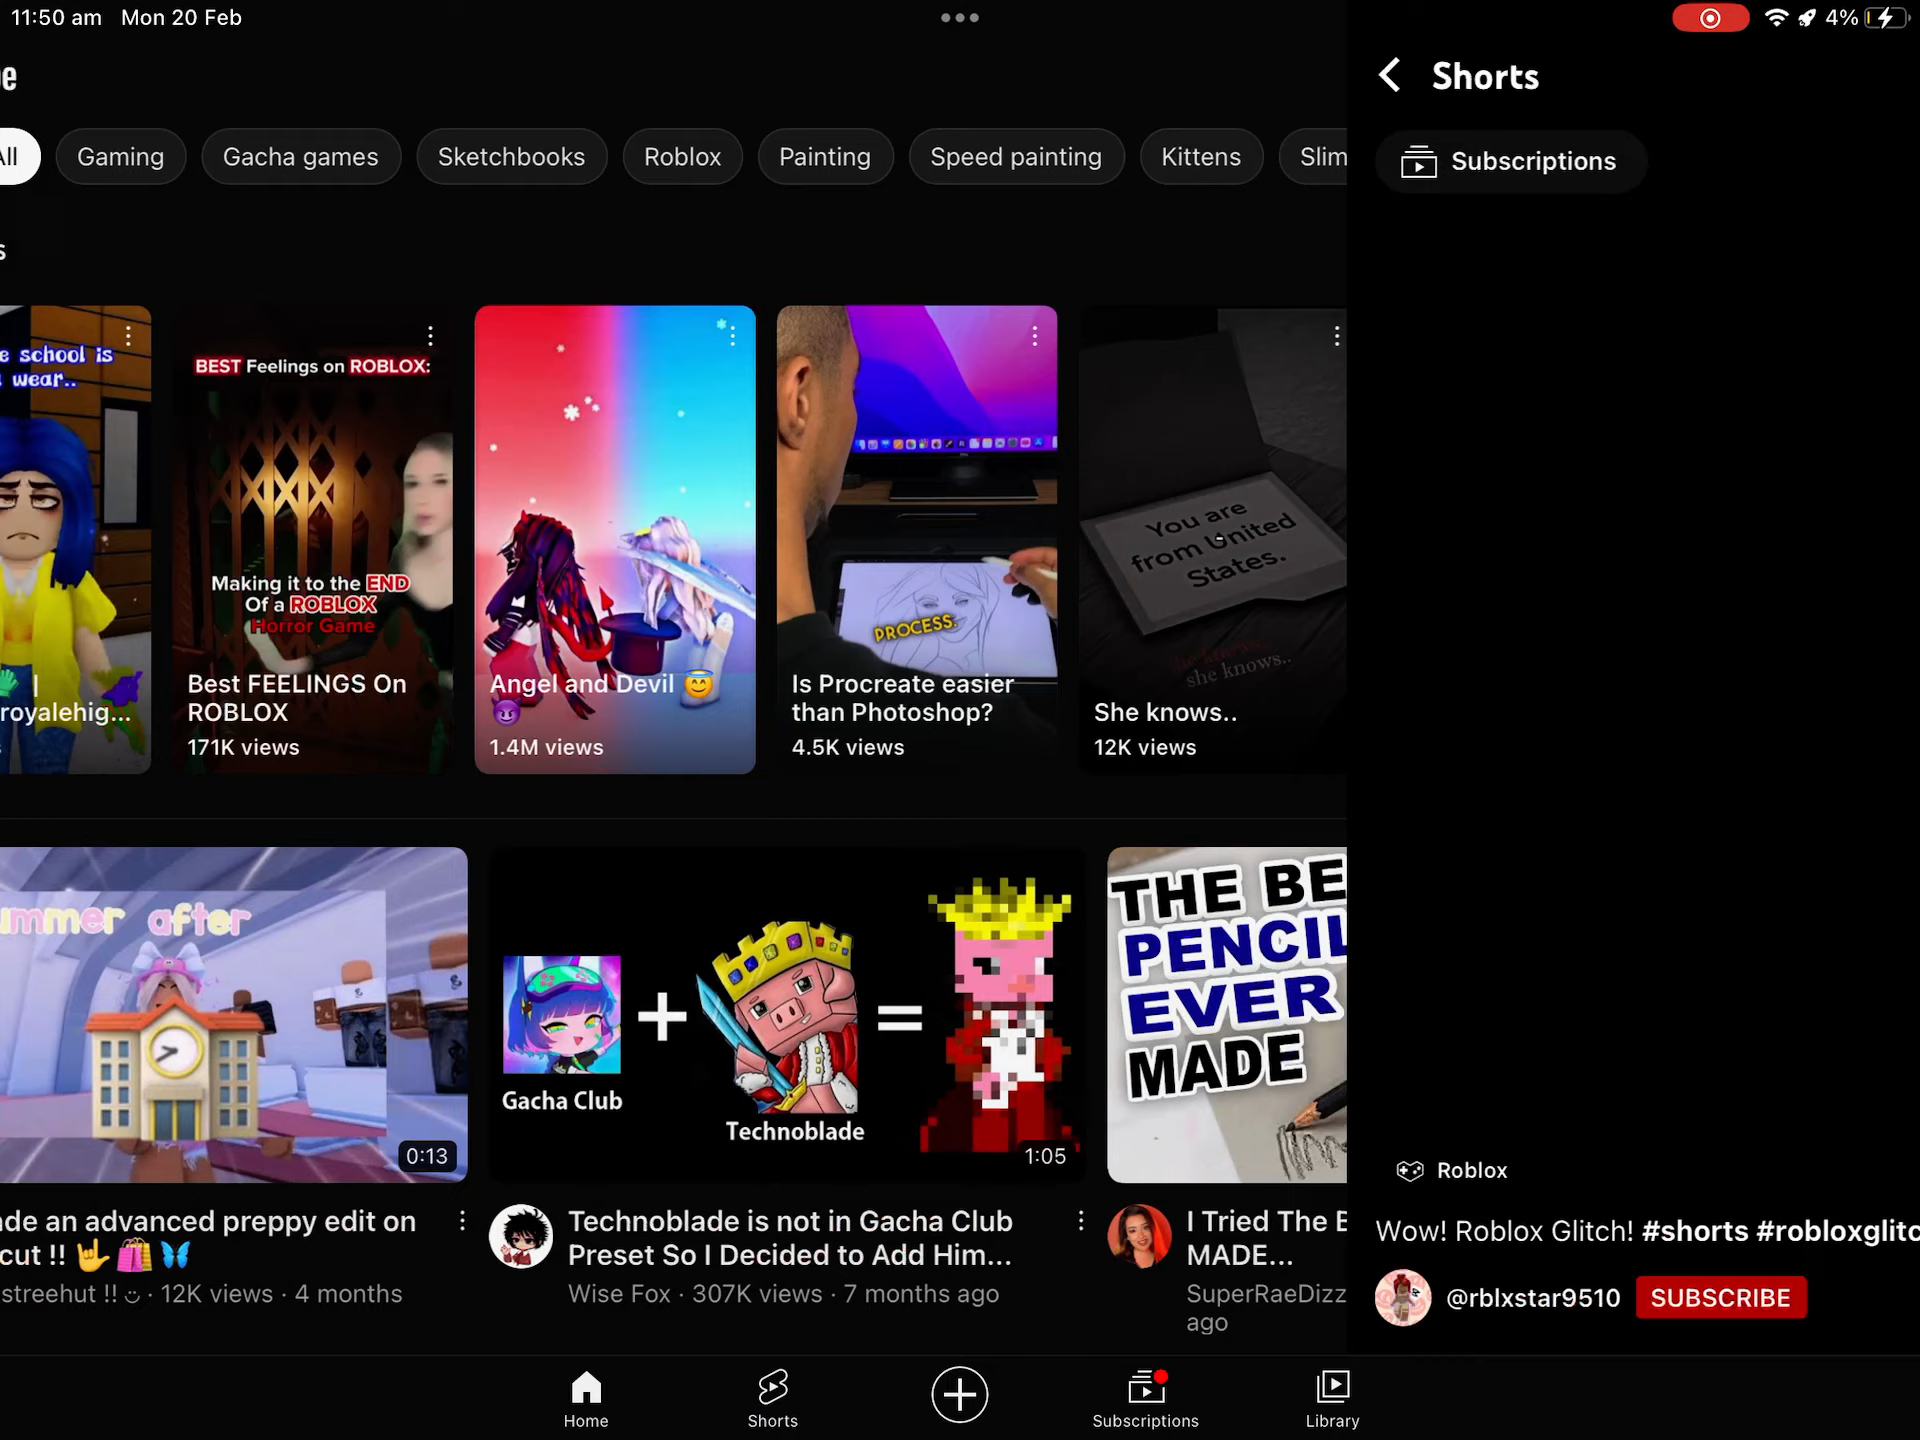 11:50 am Mon 20 Feb
4%
Shorts
All
Gaming
Gacha games
Sketchbooks
Roblox
Painting
Speed painting
Kittens
Slim
Subscriptions
e school is
wear..
royalehig...
BEST Feelings on ROBLOX:
Making it to the END
Of a ROBLOX
Horror Game
Best FEELINGS On
ROBLOX
171K views
Angel and Devil 😇
😈
1.4M views
PROCESS.
Is Procreate easier
than Photoshop?
4.5K views
You are
from United
States.
she knows..
She knows..
12K views
ummer after
0:13
ade an advanced preppy edit on
cut !! 🤟🛍️🦋
streehut !! · 12K views · 4 months
Gacha Club
+
Technoblade
=
1:05
Technoblade is not in Gacha Club
Preset So I Decided to Add Him...
Wise Fox · 307K views · 7 months ago
THE BE
PENCIL
EVER
MADE
I Tried The B
MADE...
SuperRaeDizz
ago
Roblox
Wow! Roblox Glitch! #shorts #robloxglitc
@rblxstar9510
SUBSCRIBE
Home
Shorts
Subscriptions
Library